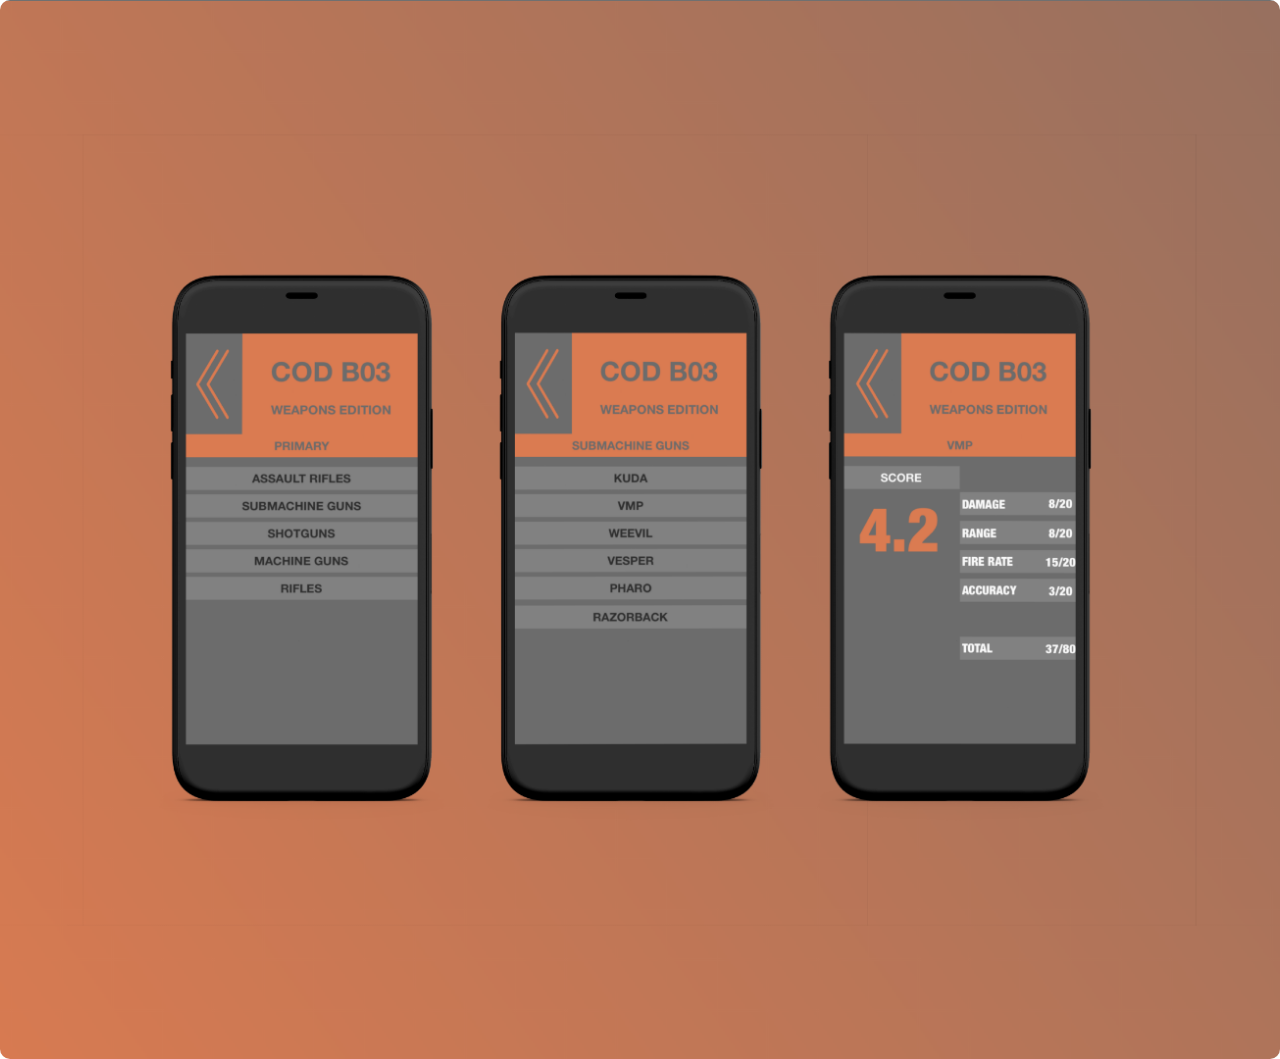 COD B03
WEAPONS EDITION
PRIMARY
ASSAULT RIFLES
SUBMACHINE GUNS
SHOTGUNS
MACHINE GUNS
RIFLES
COD B03
WEAPONS EDITION
SUBMACHINE GUNS
KUDA
VMP
WEEVIL
VESPER
PHARO
RAZORBACK
COD B03
WEAPONS EDITION
VMP
SCORE
4.2
DAMAGE 8/20
RANGE 8/20
FIRE RATE 15/20
ACCURACY 3/20
TOTAL 37/80